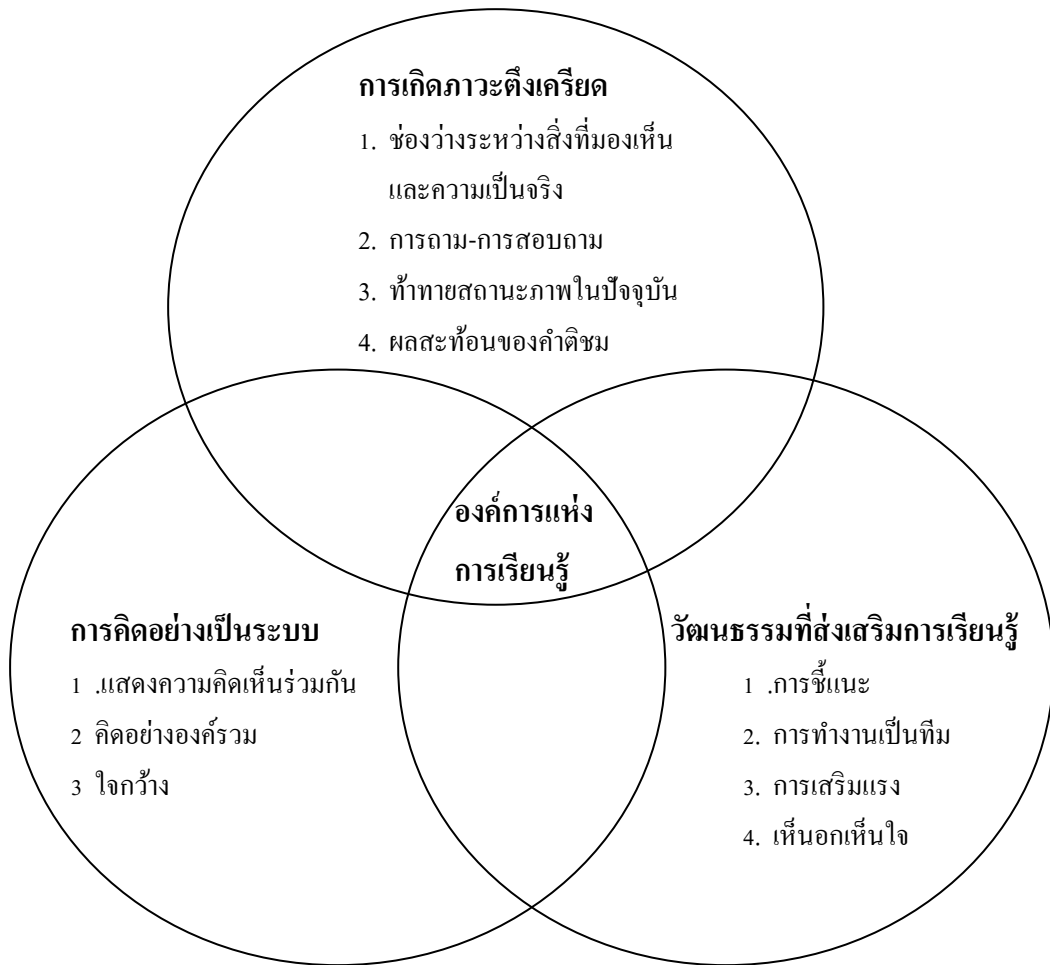 การเกิดภาวะตึงเครียด
1. ช่องว่างระหว่างสิ่งที่มองเห็น
และความเป็นจริง
2. การถาม-การสอบถาม
3. ท้าทายสถานะภาพในปัจจุบัน
4. ผลสะท้อนของคำติชม
องค์การแห่ง
การเรียนรู้
การคิดอย่างเป็นระบบ
1 .แสดงความคิดเห็นร่วมกัน
2 คิดอย่างองค์รวม
3 ใจกว้าง
วัฒนธรรมที่ส่งเสริมการเรียนรู้
1 .การชี้แนะ
2. การทำงานเป็นทีม
3. การเสริมแรง
4. เห็นอกเห็นใจ